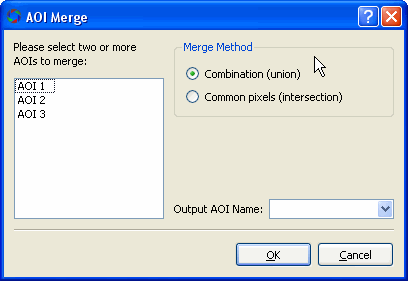 AOI Merge
Please select two or more
AOIs to merge:
AOI 1
AOI 2
AOI 3
Merge Method
Combination (union)
Common pixels (intersection)
Output AOI Name:
OK
Cancel